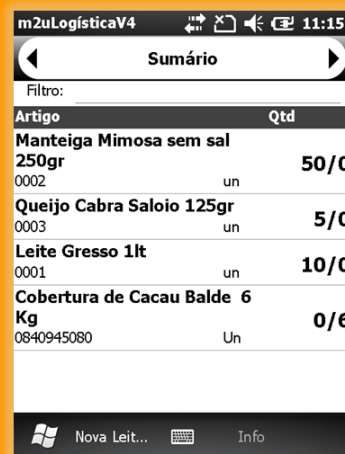 m2uLogísticaV4 11:15
Sumário
Filtro:
Artigo Qtd
Manteiga Mimosa sem sal
250gr 50/0
0002 un
Queijo Cabra Saloio 125gr
0003 un 5/0
Leite Gresso 1lt
0001 un 10/0
Cobertura de Cacau Balde 6
Kg 0/6
0840945080 Un
Nova Leit... Info